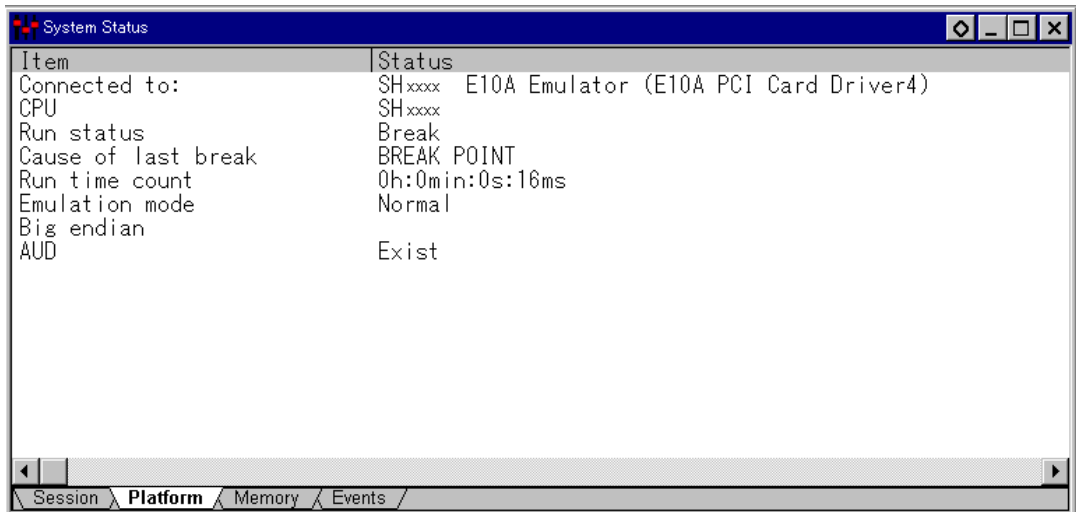 System Status
Item Status
Connected to: SHxxxx E10A Emulator (E10A PCI Card Driver4)
CPU SHxxxx
Run status Break
Cause of last break BREAK POINT
Run time count 0h:0min:0s:16ms
Emulation mode Normal
Big endian
AUD Exist
Session Platform Memory Events